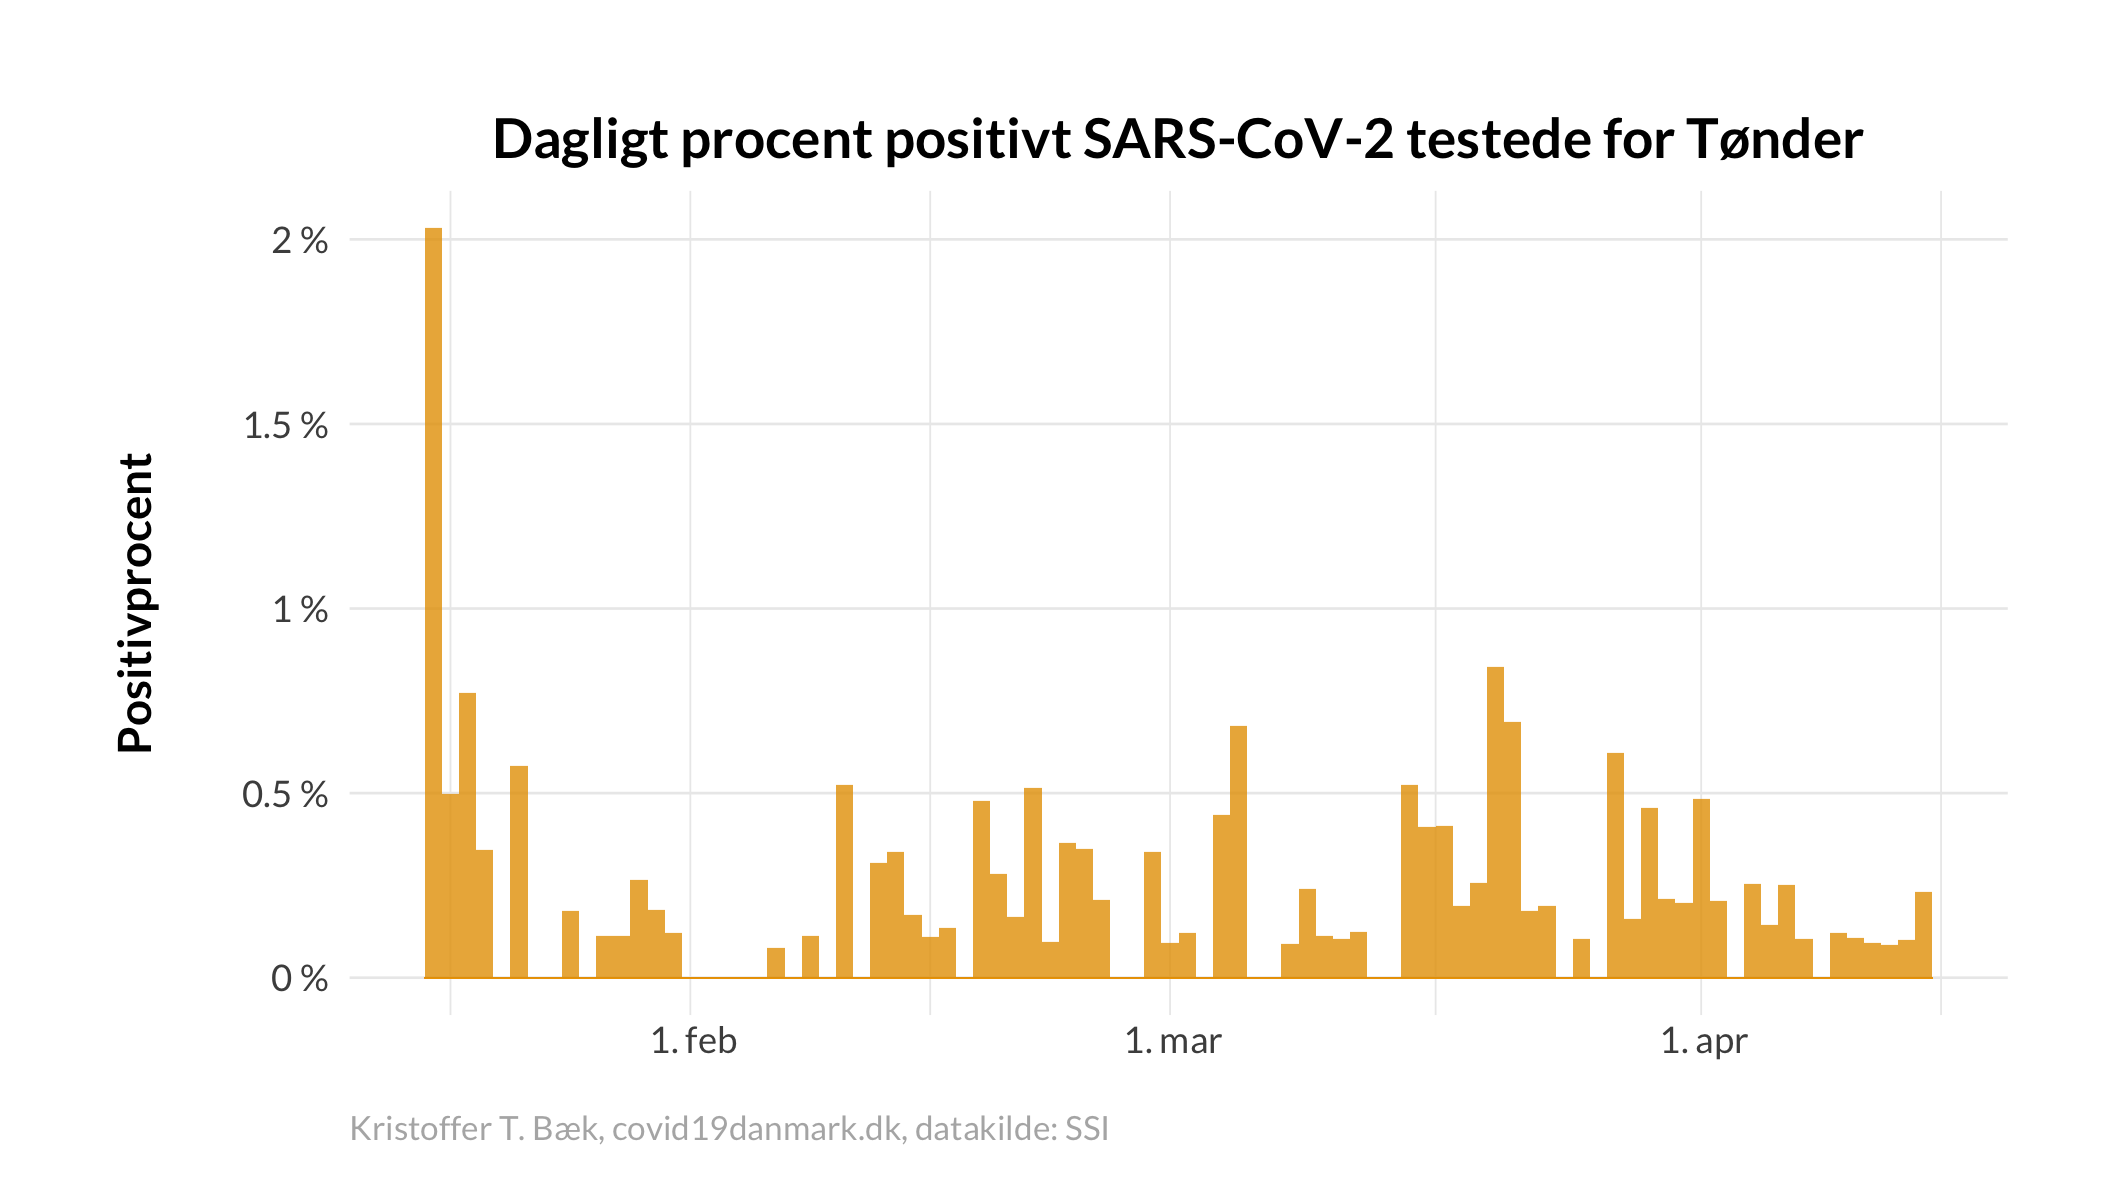 Dagligt procent positivt SARS-CoV-2 testede for Tønder
Positivprocent
2 %
1.5 %
1 %
0.5 %
0 %
1. feb
1. mar
1. apr
Kristoffer T. Bæk, covid19danmark.dk, datakilde: SSI